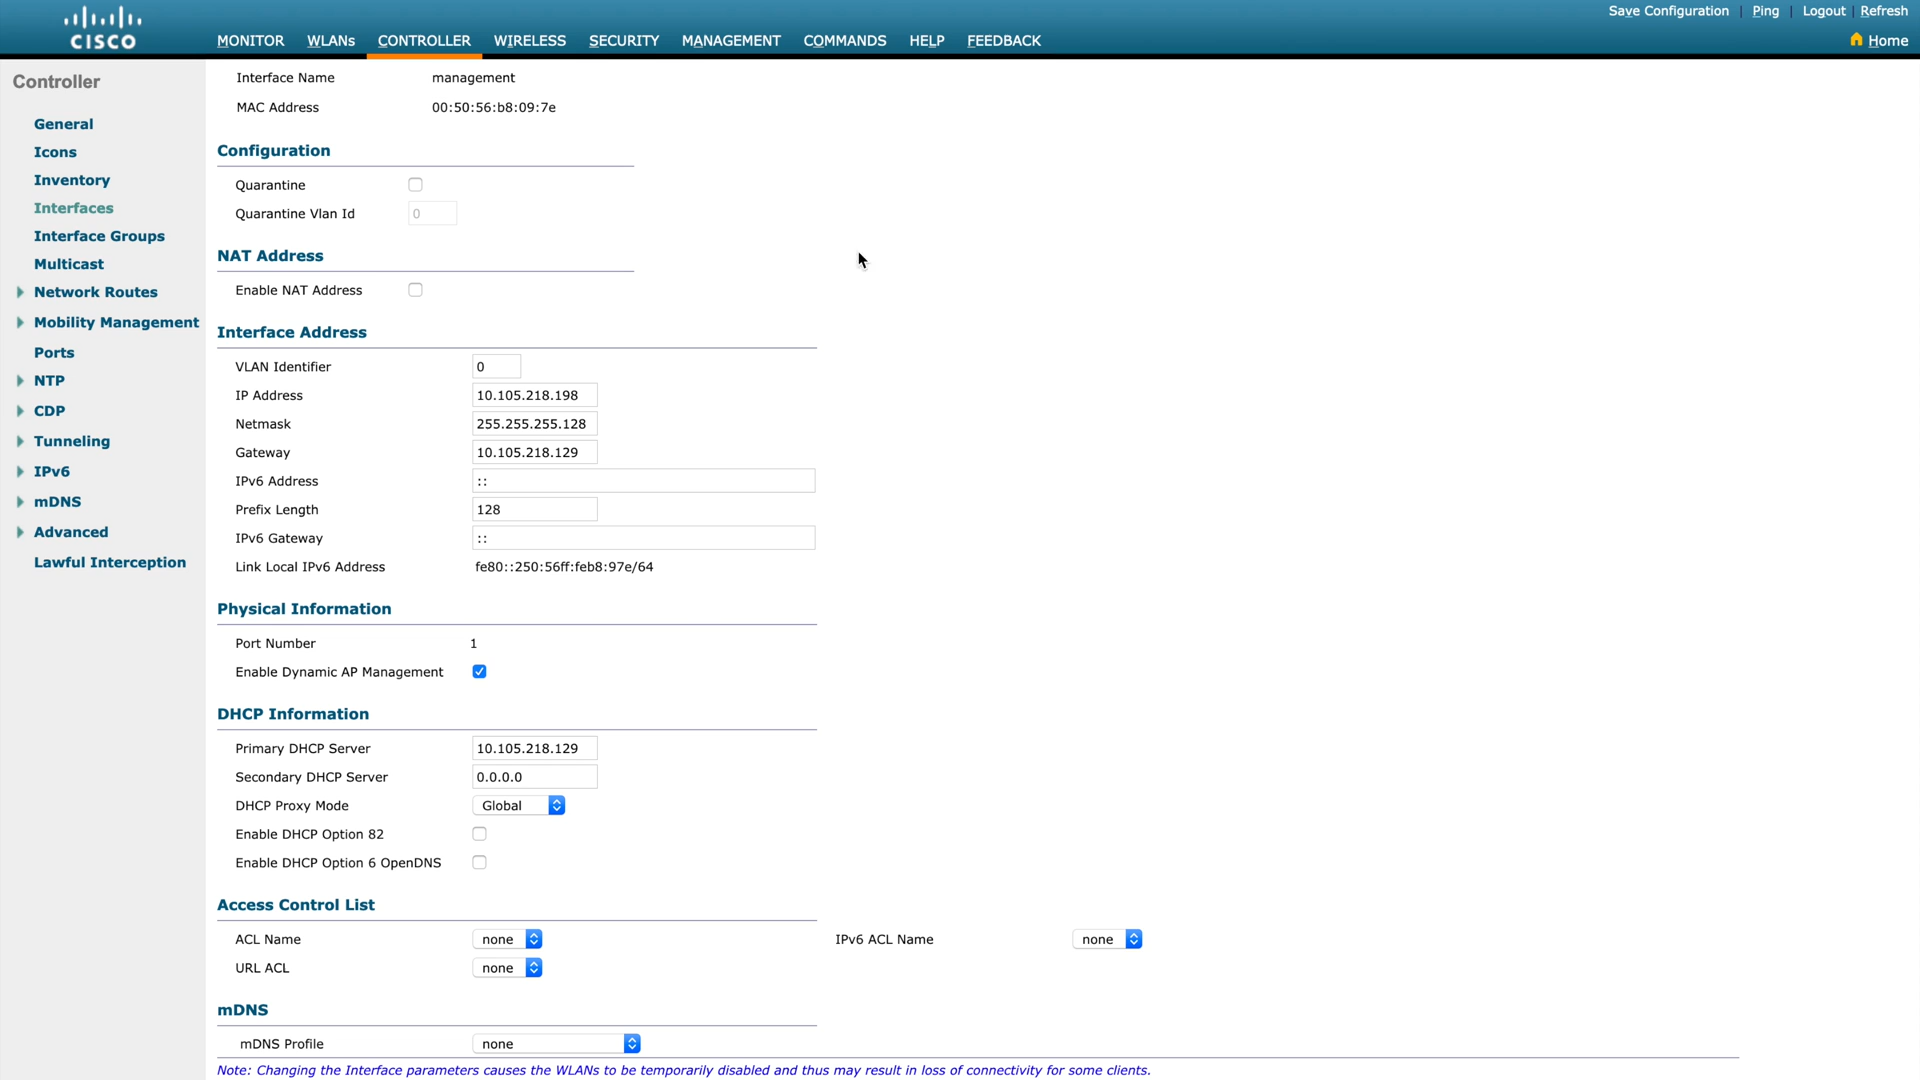 Save Configuration | Ping | Logout | Refresh
CISCO
MONITOR WLANs CONTROLLER WIRELESS SECURITY MANAGEMENT COMMANDS HELP FEEDBACK
Home
Controller
General
Icons
Inventory
Interfaces
Interface Groups
Multicast
Network Routes
Mobility Management
Ports
NTP
CDP
Tunneling
IPv6
mDNS
Advanced
Lawful Interception
Interface Name management
MAC Address 00:50:56:b8:09:7e
Configuration
Quarantine
Quarantine Vlan Id 0
NAT Address
Enable NAT Address
Interface Address
VLAN Identifier 0
IP Address 10.105.218.198
Netmask 255.255.255.128
Gateway 10.105.218.129
IPv6 Address ::
Prefix Length 128
IPv6 Gateway ::
Link Local IPv6 Address fe80::250:56ff:feb8:97e/64
Physical Information
Port Number 1
Enable Dynamic AP Management
DHCP Information
Primary DHCP Server 10.105.218.129
Secondary DHCP Server 0.0.0.0
DHCP Proxy Mode Global
Enable DHCP Option 82
Enable DHCP Option 6 OpenDNS
Access Control List
ACL Name none IPv6 ACL Name none
URL ACL none
mDNS
mDNS Profile none
Note: Changing the Interface parameters causes the WLANs to be temporarily disabled and thus may result in loss of connectivity for some clients.